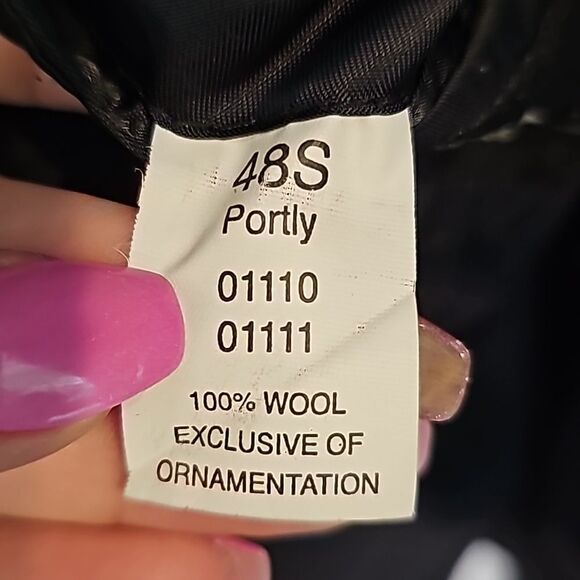 48S
Portly
01110
01111
100% WOOL
EXCLUSIVE OF
ORNAMENTATION